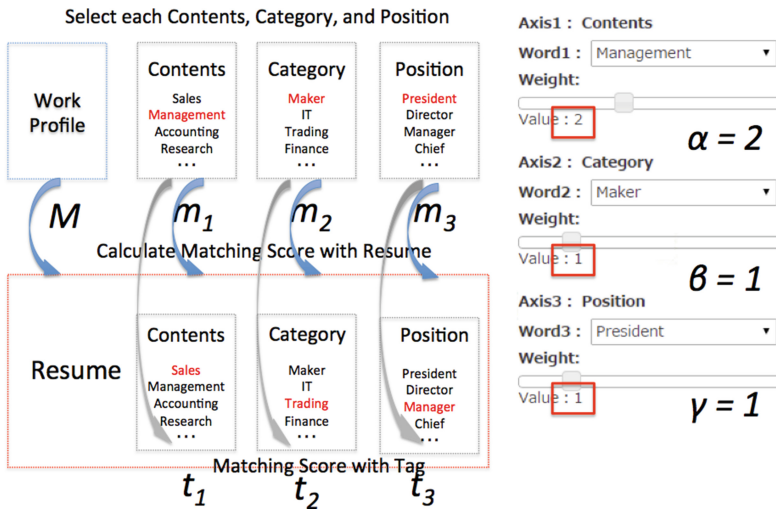 Select each Contents, Category, and Position
Work
Profile
Contents
Sales
Management
Accounting
Research
...
Category
Maker
IT
Trading
Finance
...
Position
President
Director
Manager
Chief
...
M
m1
m2
m3
Calculate Matching Score with Resume
Resume
Contents
Sales
Management
Accounting
Research
...
Category
Maker
IT
Trading
Finance
...
Position
President
Director
Manager
Chief
...
Matching Score with Tag
t1
t2
t3
Axis1 : Contents
Word1 : Management
Weight:
Value : 2
α = 2
Axis2 : Category
Word2 : Maker
Weight:
Value : 1
β = 1
Axis3 : Position
Word3 : President
Weight:
Value : 1
γ = 1